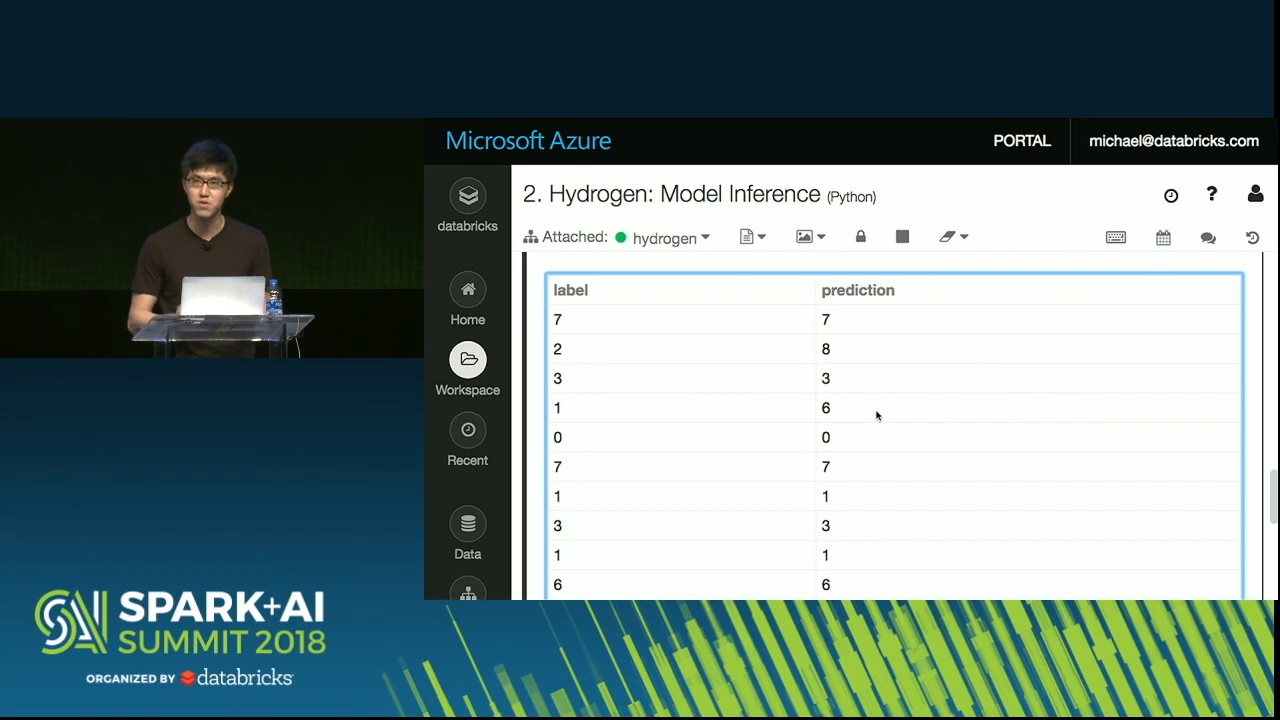 Microsoft Azure
PORTAL
michael@databricks.com
databricks
Home
Workspace
Recent
Data
2. Hydrogen: Model Inference (Python)
?
Attached: hydrogen
label prediction
7 7
2 8
3 3
1 6
0 0
7 7
1 1
3 3
1 1
6 6
SAI
SPARK+AI
SUMMIT 2018
ORGANIZED BY databricks